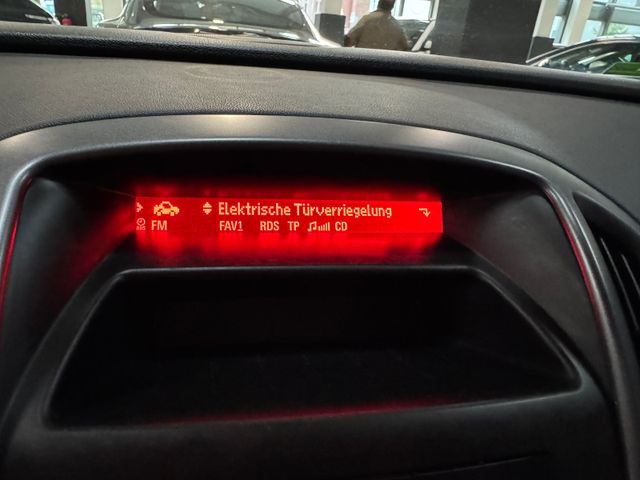 Elektrische Türverriegelung
FM FAV1 RDS TP CD